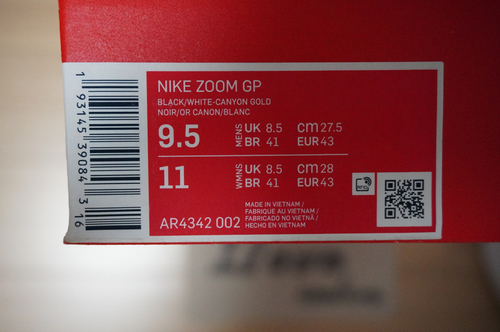 NIKE ZOOM GP
BLACK/WHITE-CANYON GOLD
NOIR/OR CANON/BLANC
9.5 MENS UK 8.5 cm 27.5
BR 41 EUR 43
11 WMNS UK 8.5 cm 28
BR 41 EUR 43
AR4342 002
MADE IN VIETNAM /
FABRIQUE AU VIETNAM /
FABRICADO NO VIETNÃ /
HECHO EN VIETNAM
1 93145 39084 3 16